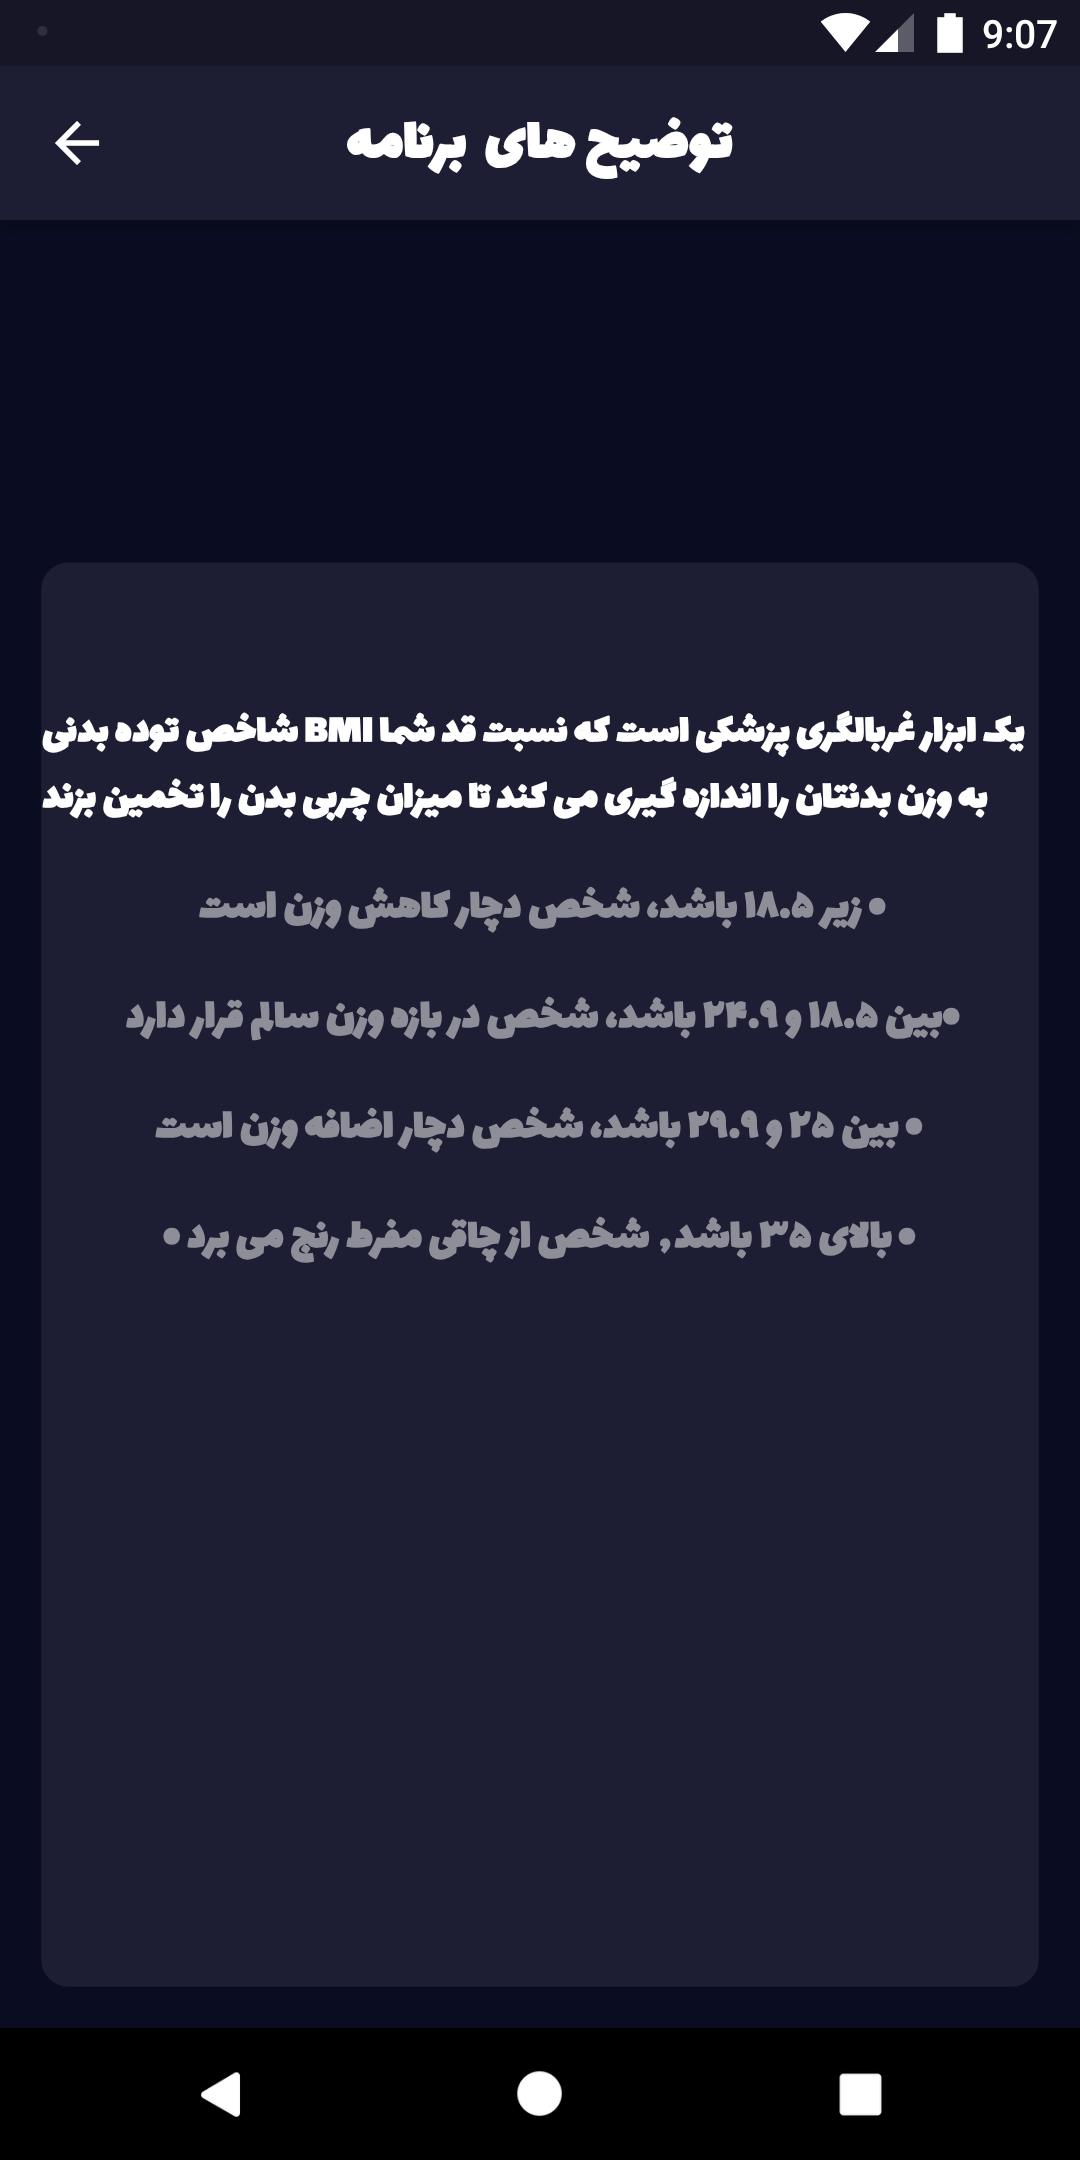 9:07
توضیح های برنامه
یک ابزار غربالگری پزشکی است که نسبت قد شما BMI شاخص توده بدنی
به وزن بدنتان را اندازه گیری می کند تا میزان چربی بدن را تخمین بزند
• زیر ۱۸.۵ باشد، شخص دچار کاهش وزن است
•بین ۱۸.۵ و ۲۴.۹ باشد، شخص در بازه وزن سالم قرار دارد
• بین ۲۵ و ۲۹.۹ باشد، شخص دچار اضافه وزن است
• بالای ۳۵ باشد , شخص از چاقی مفرط رنج می برد •